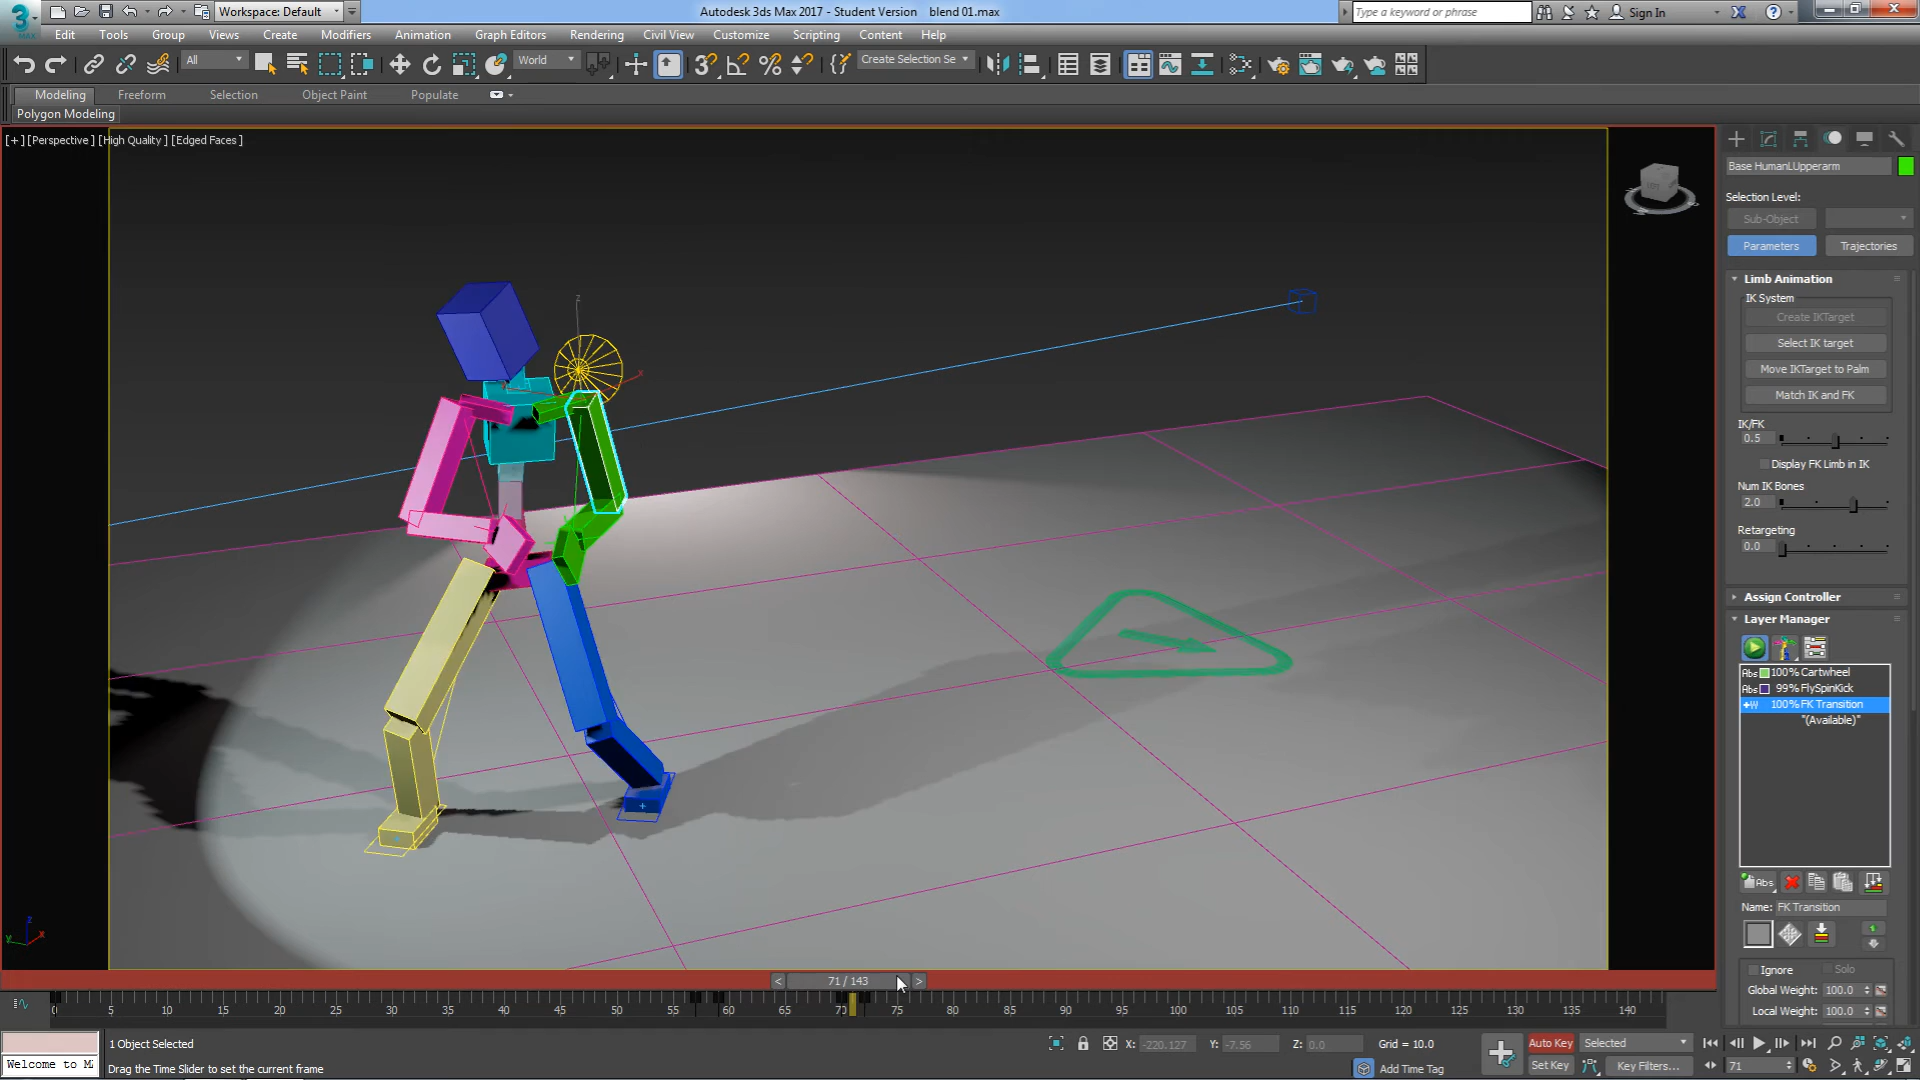 Workspace: Default
Autodesk 3ds Max 2017 - Student Version blend 01.max
Type a keyword or phrase
Sign In
Edit Tools Group Views Create Modifiers Animation Graph Editors Rendering Civil View Customize Scripting Content Help
All
World
Create Selection Se
Modeling Freeform Selection Object Paint Populate
Polygon Modeling
[+] [Perspective ] [High Quality ] [Edged Faces ]
Base HumanLUpperarm
Selection Level:
Sub-Object
Parameters Trajectories
Limb Animation
IK System
Create IKTarget
Select IK target
Move IKTarget to Palm
Match IK and FK
IK/FK
0.5
Display FK Limb in IK
Num IK Bones
2.0
Retargeting
0.0
Assign Controller
Layer Manager
Abs 100% Cartwheel
Abs 99% FlySpinKick
100% FK Transition
"(Available)"
Abs
Name: FK Transition
Ignore Solo
Global Weight: 100.0
Local Weight: 100.0
< 71 / 143 >
0 5 10 15 20 25 30 35 40 45 50 55 60 65 70 75 80 85 90 95 100 105 110 115 120 125 130 135 140
1 Object Selected
X: -220.127 Y: -7.56 Z: 0.0 Grid = 10.0
Auto Key Selected
Welcome to M
Drag the Time Slider to set the current frame
Add Time Tag
Set Key Key Filters...
71